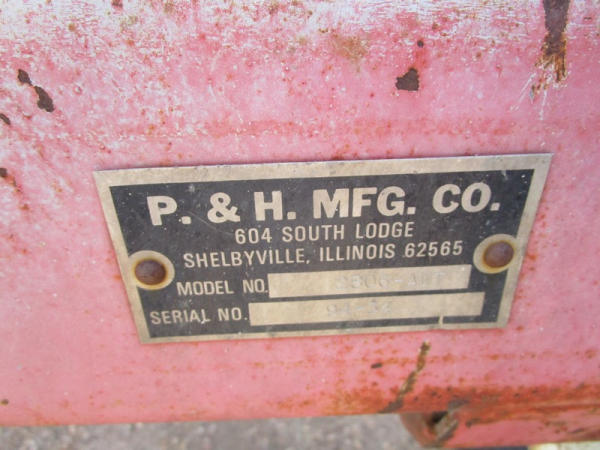 P. & H. MFG. CO.
604 SOUTH LODGE
SHELBYVILLE, ILLINOIS 62565
MODEL NO.
SERIAL NO.